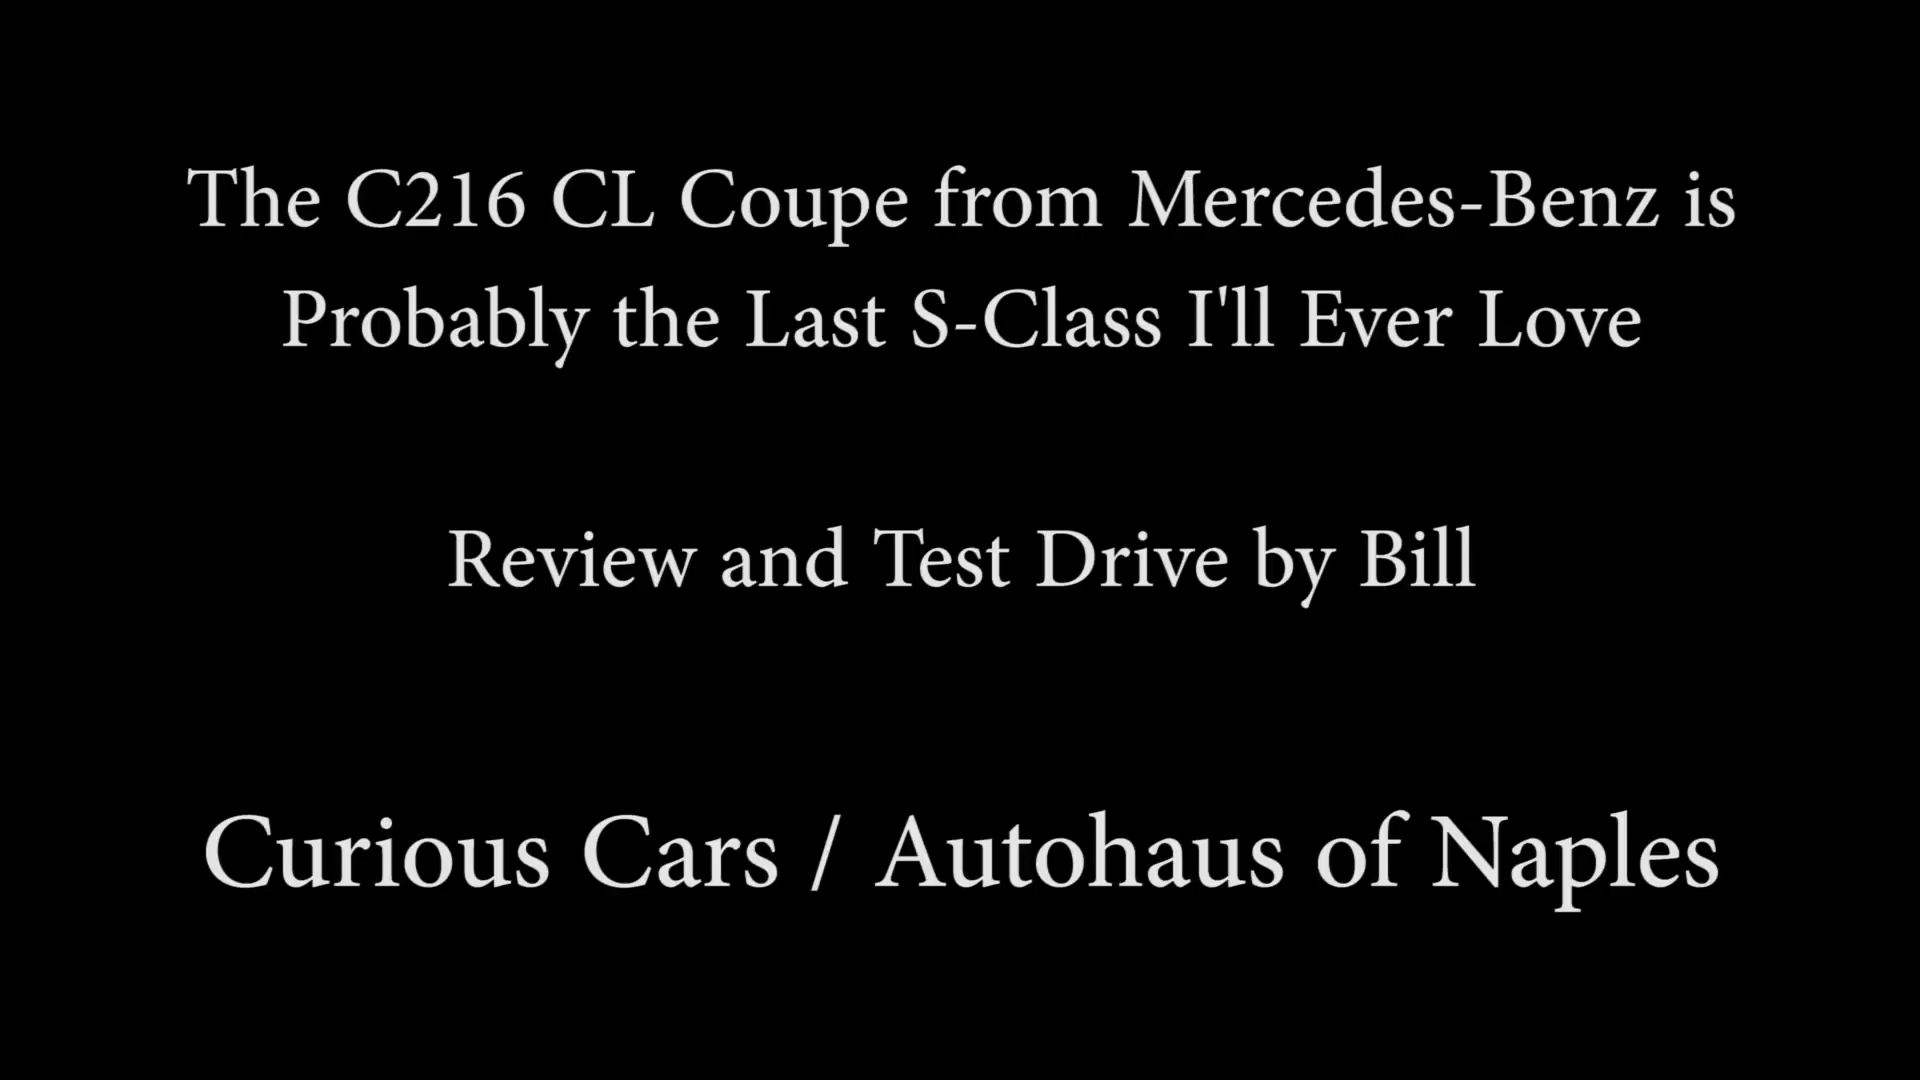 The C216 CL Coupe from Mercedes-Benz is
Probably the Last S-Class I'll Ever Love
Review and Test Drive by Bill
Curious Cars / Autohaus of Naples